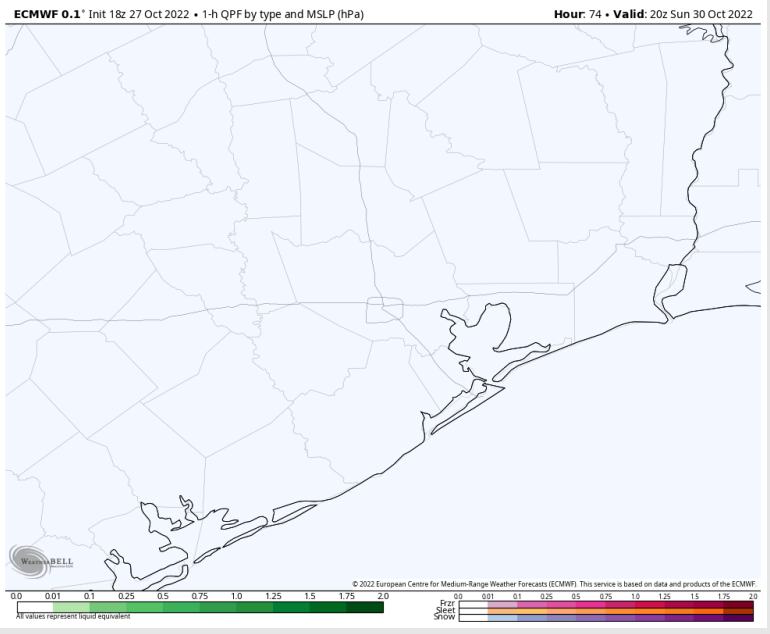 ECMWF 0.1° Init 18z 27 Oct 2022 • 1-h QPF by type and MSLP (hPa) Hour: 74 • Valid: 20z Sun 30 Oct 2022
WEATHERBELL
© 2022 European Centre for Medium-Range Weather Forecasts (ECMWF). This service is based on data and products of the ECMWF.
0.0 0.01 0.1 0.25 0.5 0.75 1.0 1.25 1.5 1.75 2.0
All values represent liquid equivalent
0.0 0.01 0.1 0.25 0.5 0.75 1.0 1.25 1.5 1.75 2.0
Frzr
Sleet
Snow